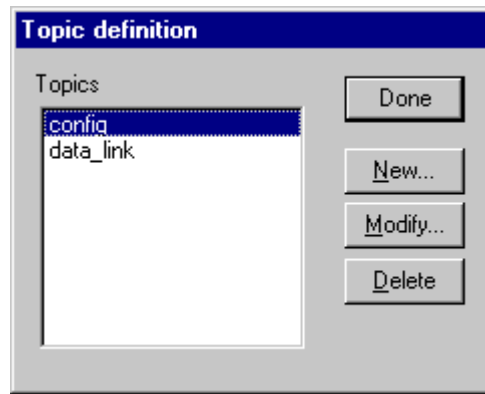 Topic definition
Topics
config
data_link
Done
New...
Modify...
Delete